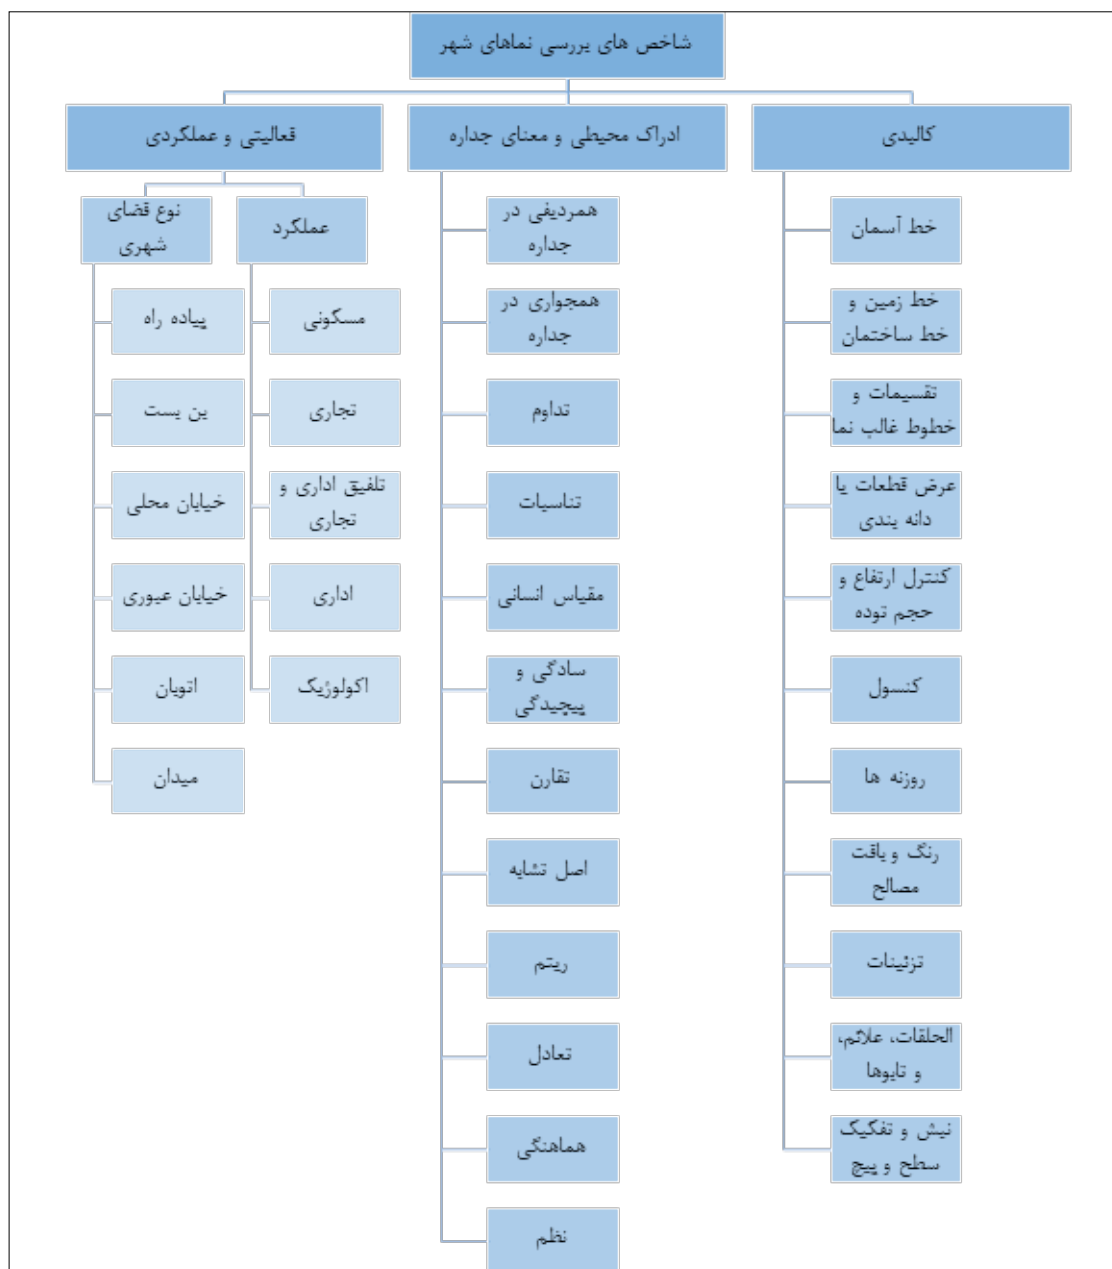 شاخص های بررسی نماهای شهر
کالبدی
ادراک محیطی و معنای جداره
فعالیتی و عملکردی
خط آسمان
خط زمین و
خط ساختمان
تقسیمات و
خطوط غالب نما
عرض قطعات یا
دانه بندی
کنترل ارتفاع و
حجم توده
کنسول
روزنه ها
رنگ و بافت
مصالح
تزئینات
الحلقات، علائم،
و تابوها
نبش و تفکیک
سطح و پیچ
همردیفی در
جداره
همجواری در
جداره
تداوم
تناسبات
مقیاس انسانی
سادگی و
پیچیدگی
تقارن
اصل تشابه
ریتم
تعادل
هماهنگی
نظم
عملکرد
مسکونی
تجاری
تلفیق اداری و
تجاری
اداری
اکولوژیک
نوع فضای
شهری
پیاده راه
بن بست
خیابان محلی
خیابان عبوری
اتوبان
میدان